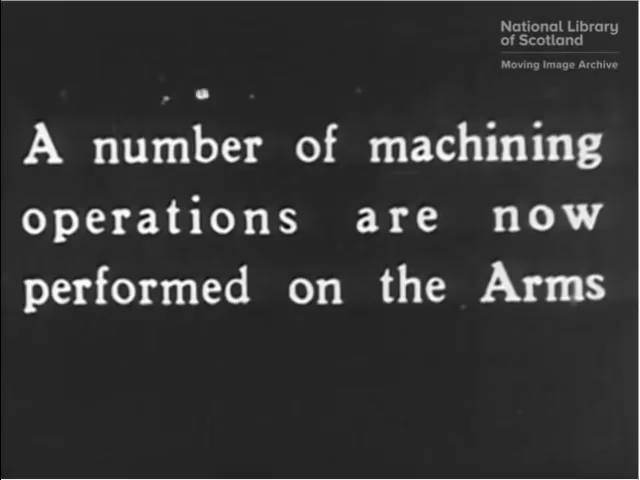 National Library
of Scotland
Moving Image Archive
A number of machining
operations are now
performed on the Arms